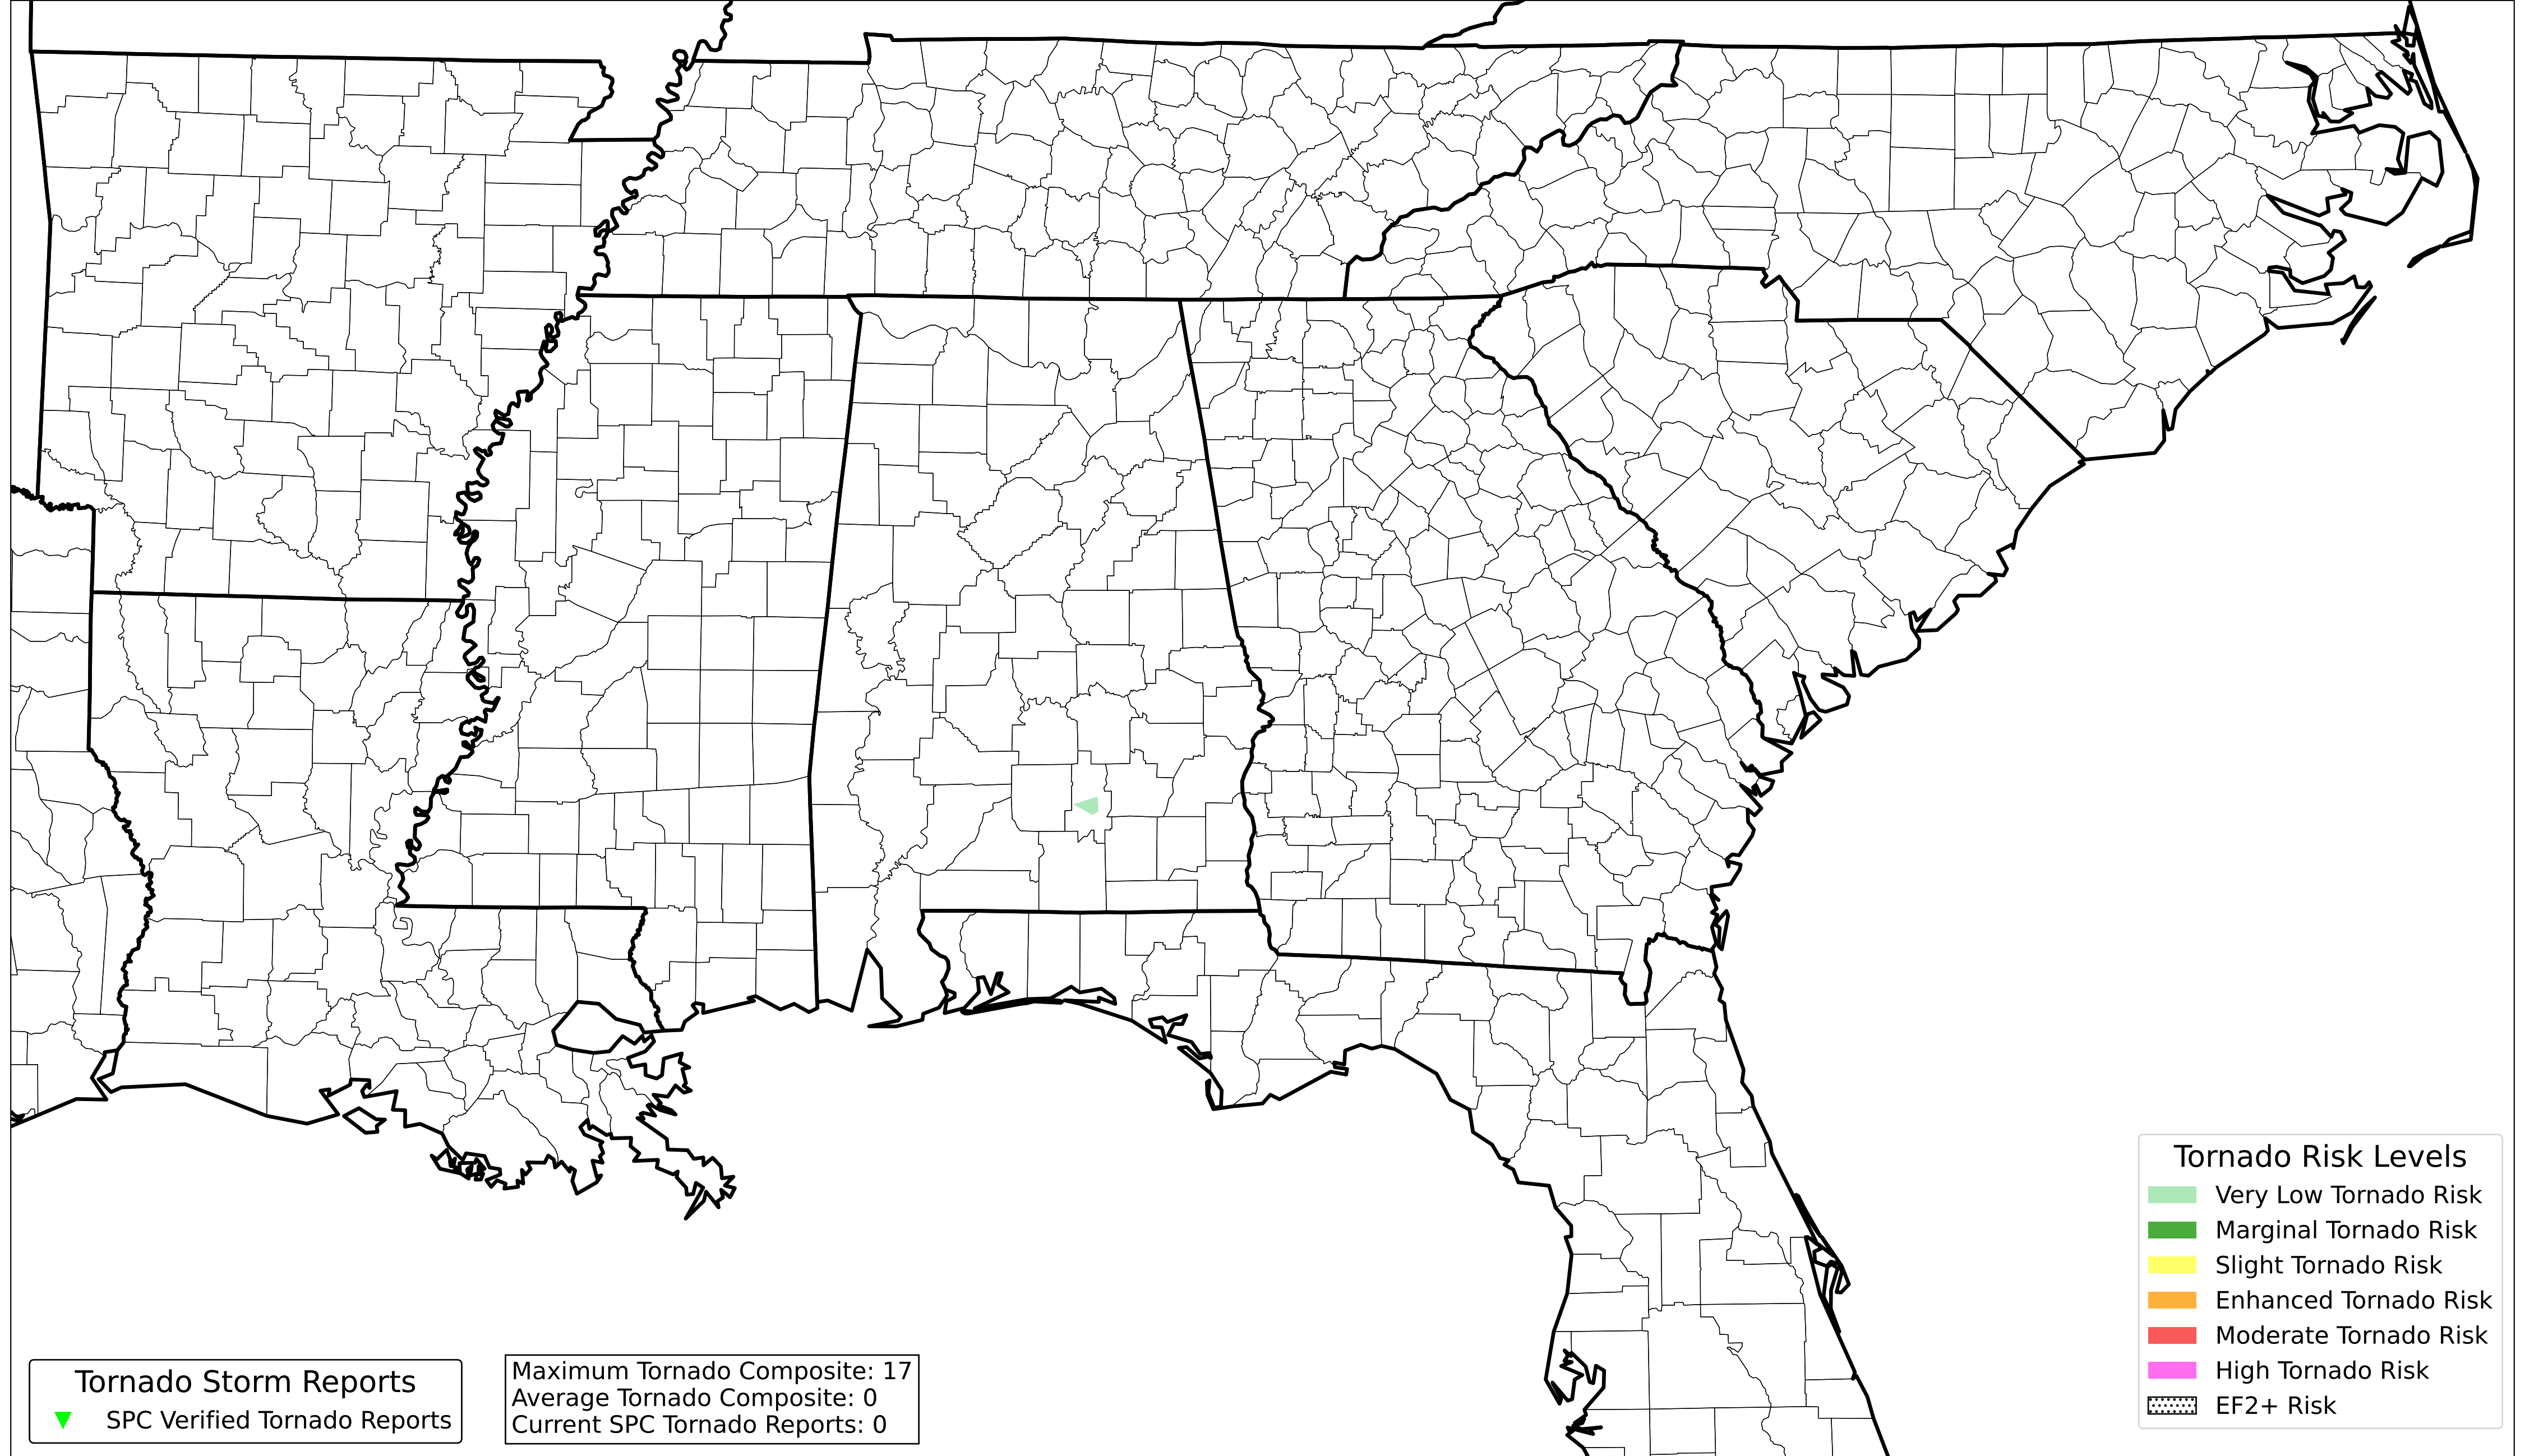 Tornado Risk Levels
Very Low Tornado Risk
Marginal Tornado Risk
Slight Tornado Risk
Enhanced Tornado Risk
Moderate Tornado Risk
High Tornado Risk
EF2+ Risk
Tornado Storm Reports
SPC Verified Tornado Reports
Maximum Tornado Composite: 17
Average Tornado Composite: 0
Current SPC Tornado Reports: 0